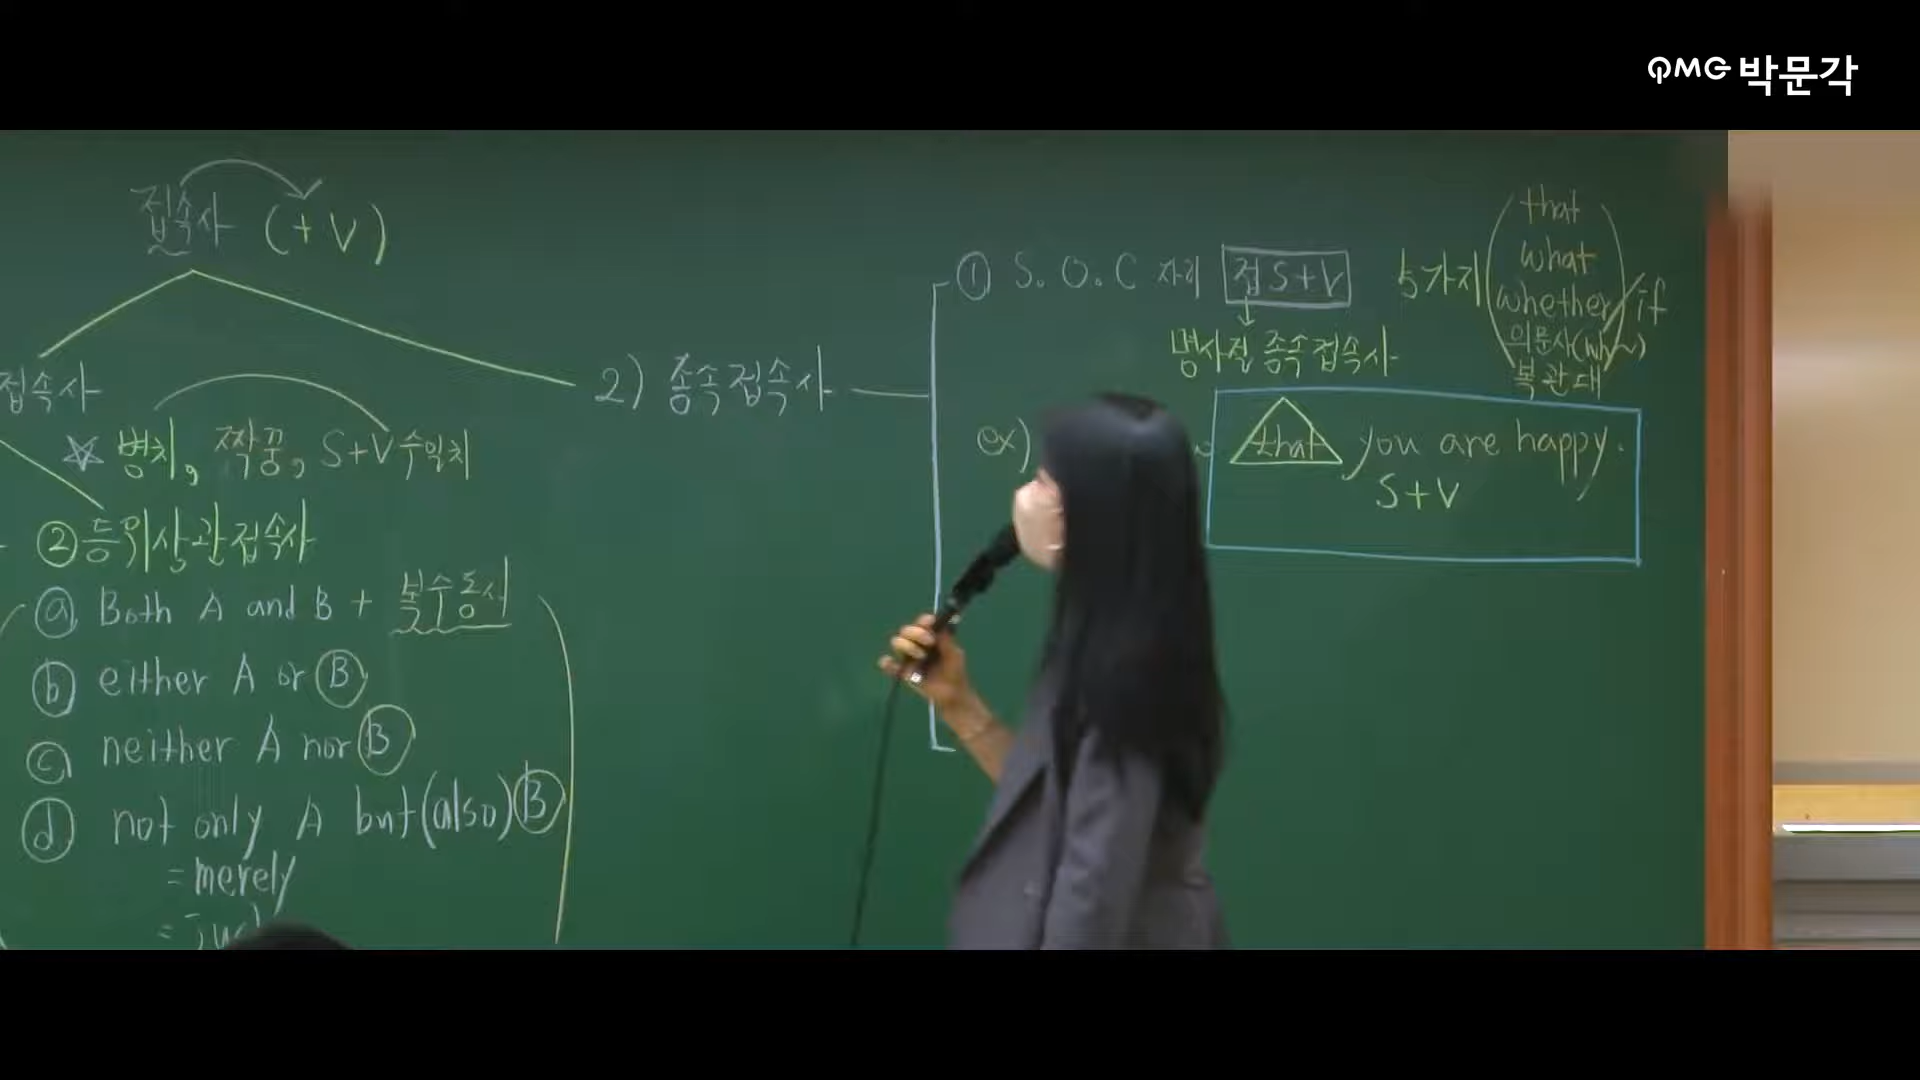 PMG 박문각
접속사 (+ V)
접속사
☆ 병치, 짝꿍, S+V수일치
② 등위상관접속사
ⓐ Both A and B + 복수동사
ⓑ either A or B
ⓒ neither A nor B
ⓓ not only A but (also) B
= merely
=
2) 종속접속사
① S. O. C 자리 접 S+V
명사절 종속접속사
5가지
that
what
whether / if
의문사(wh~)
복관대
ex)
that you are happy.
S+V